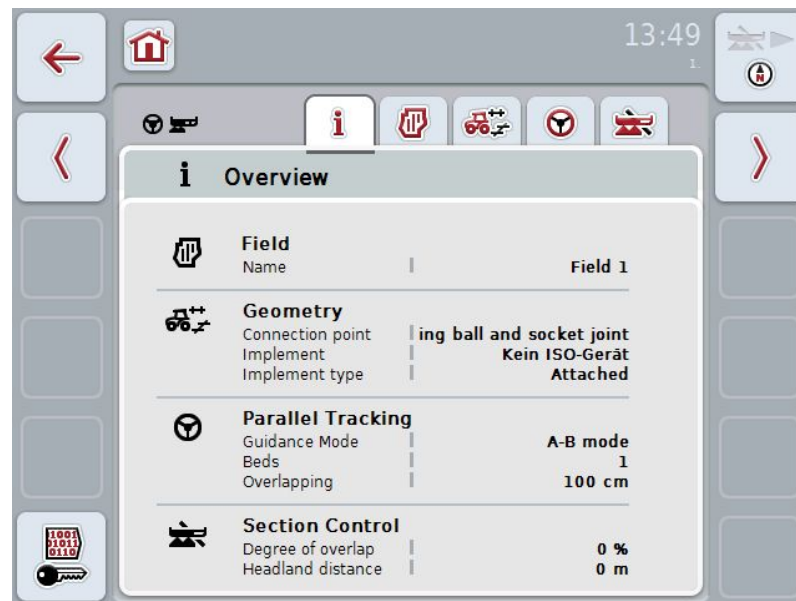 13:49
1.
N
i
i Overview
Field
Name Field 1
Geometry
Connection point ing ball and socket joint
Implement Kein ISO-Gerät
Implement type Attached
Parallel Tracking
Guidance Mode A-B mode
Beds 1
Overlapping 100 cm
Section Control
Degree of overlap 0 %
Headland distance 0 m
1001
01011
0110